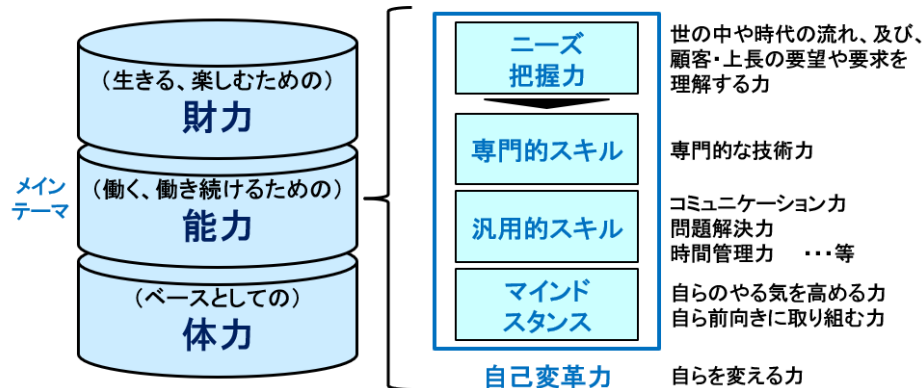 （生きる、楽しむための）
財力
メイン
テーマ
（働く、働き続けるための）
能力
（ベースとしての）
体力
ニーズ
把握力
世の中や時代の流れ、及び、
顧客・上長の要望や要求を
理解する力
専門的スキル
専門的な技術力
汎用的スキル
コミュニケーション力
問題解決力
時間管理力　・・・等
マインド
スタンス
自らのやる気を高める力
自ら前向きに取り組む力
自己変革力
自らを変える力